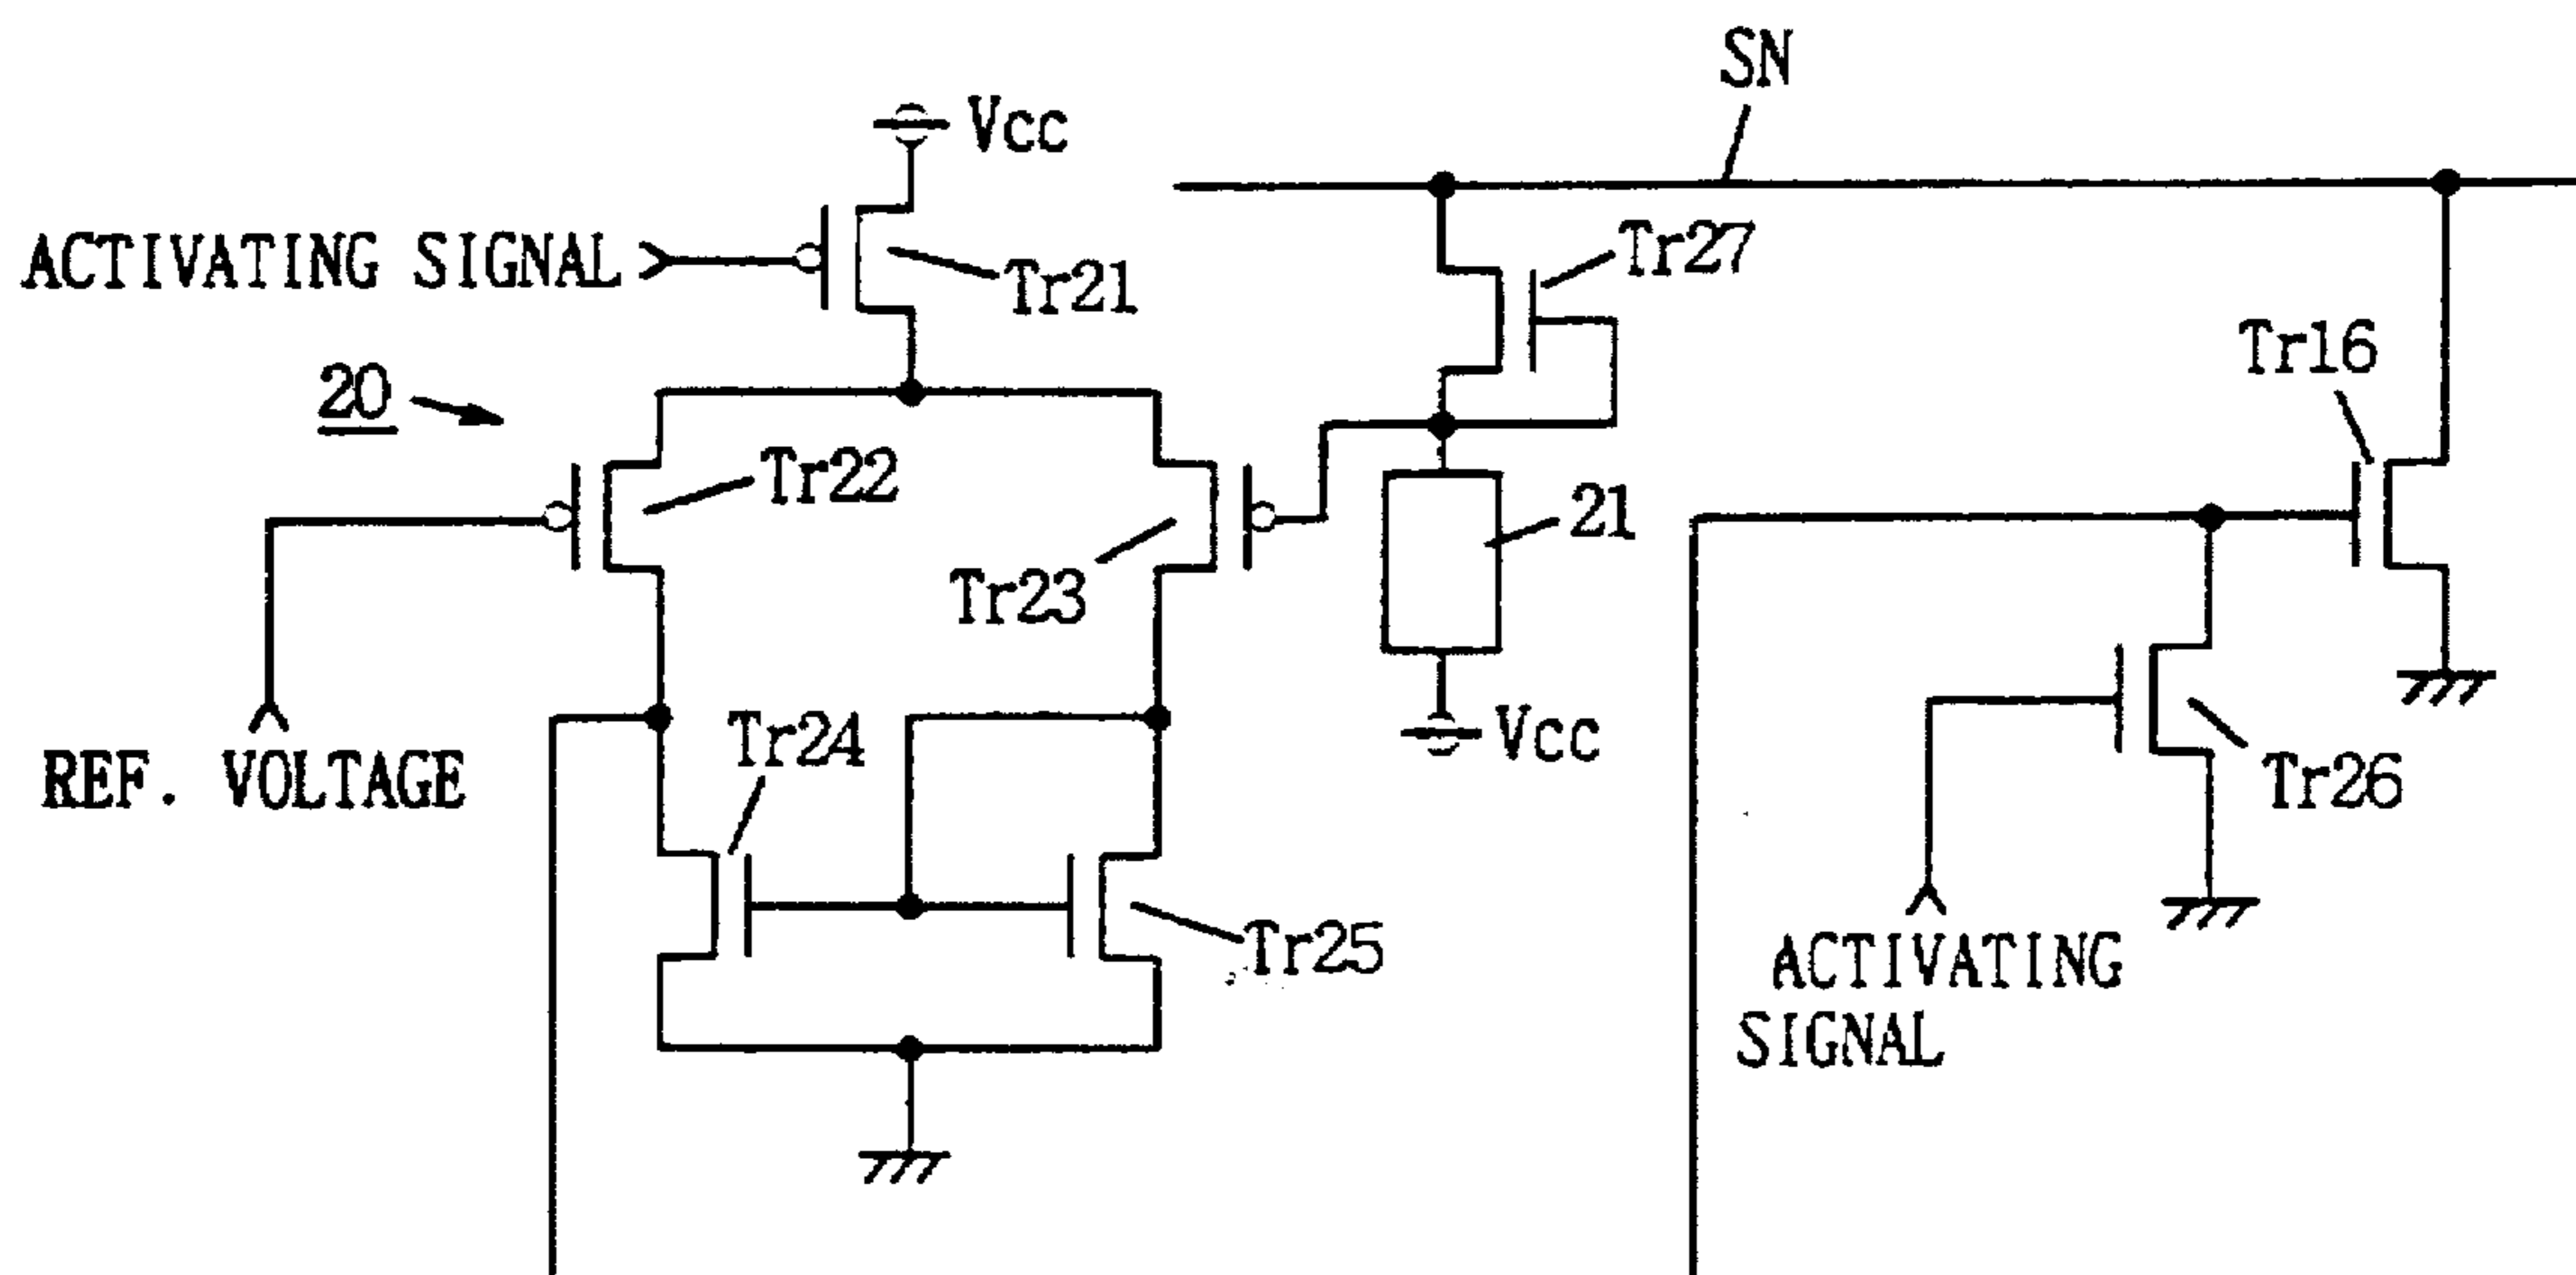 SN
Vcc
ACTIVATING SIGNAL
Tr21
Tr27
20
Tr16
Tr22
21
Tr23
Tr24
Vcc
REF. VOLTAGE
Tr26
Tr25
ACTIVATING
SIGNAL